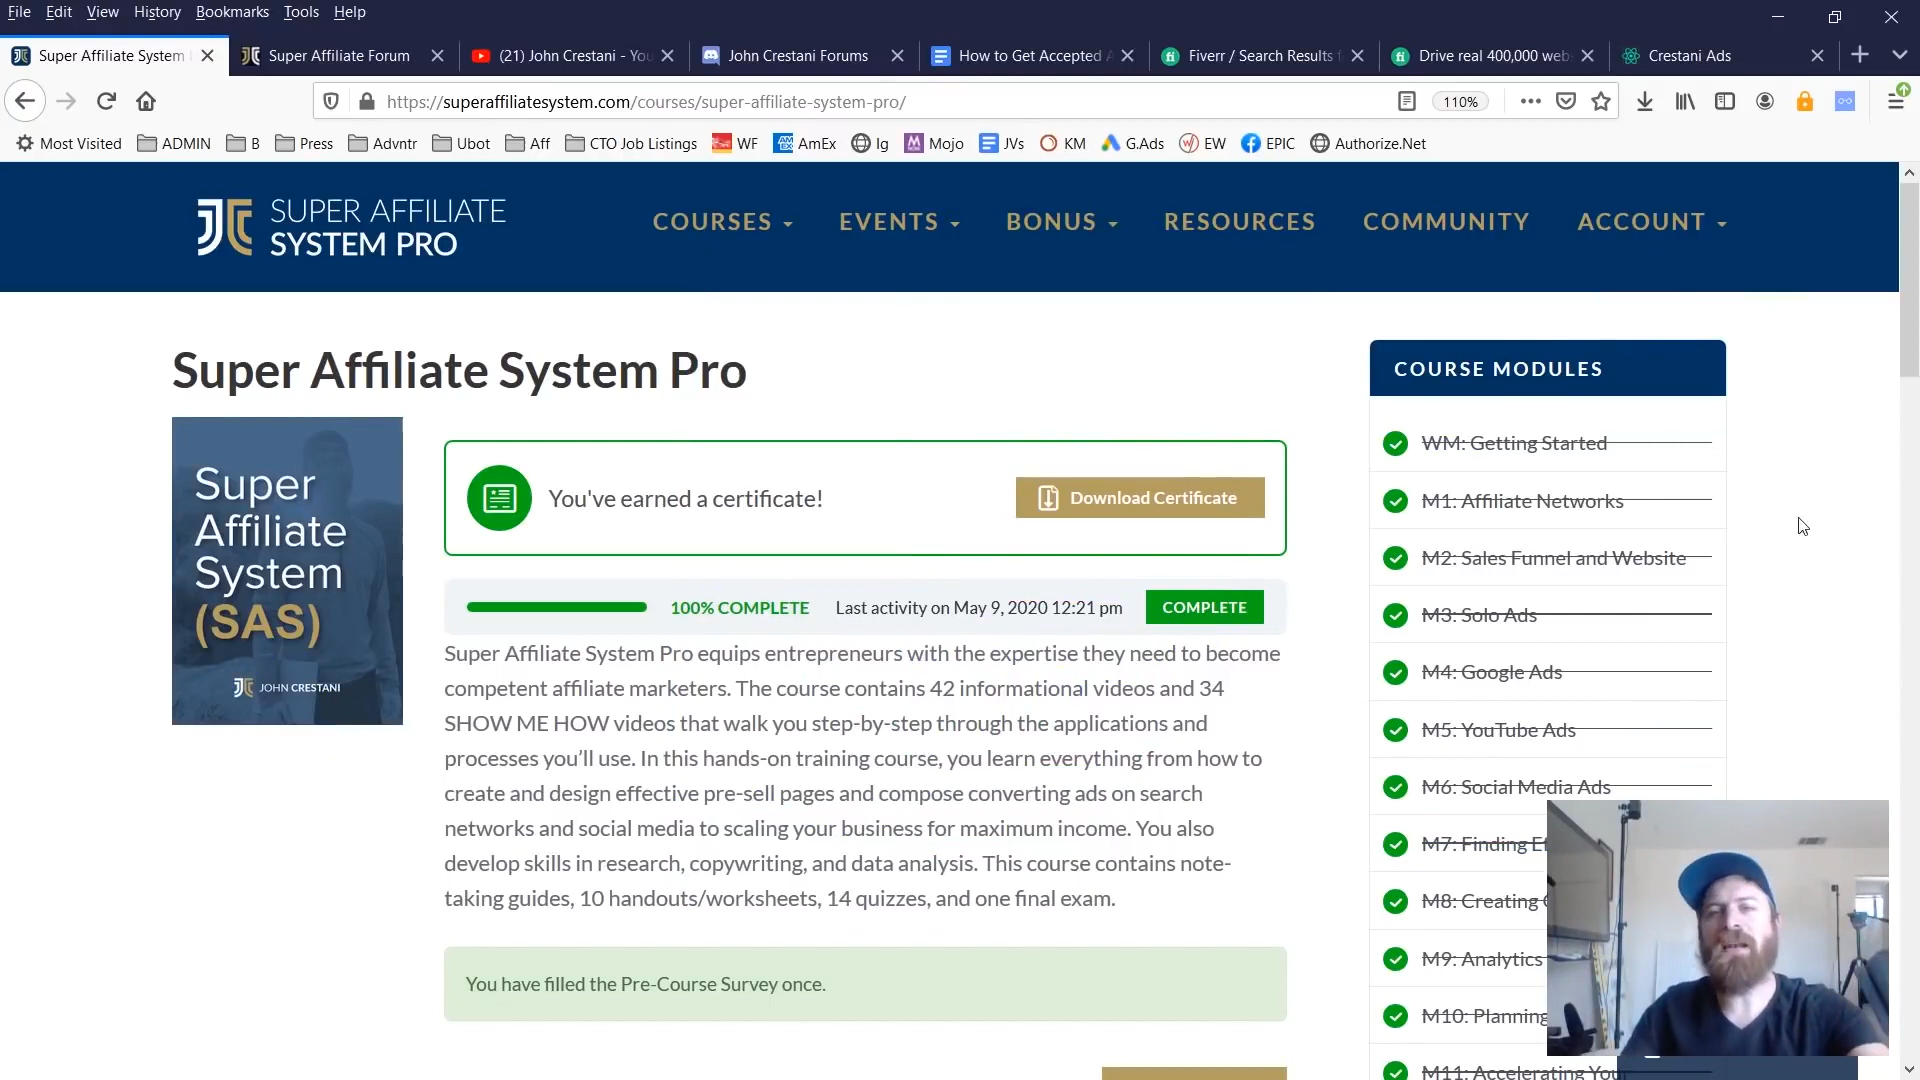 File Edit View History Bookmarks Tools Help
Super Affiliate System
Super Affiliate Forum
(21) John Crestani - You
John Crestani Forums
How to Get Accepted A
Fiverr / Search Results f
Drive real 400,000 web
Crestani Ads
https://superaffiliatesystem.com/courses/super-affiliate-system-pro/
110%
Most Visited ADMIN B Press Advntr Ubot Aff CTO Job Listings WF AmEx Ig Mojo JVs KM G.Ads EW EPIC Authorize.Net
SUPER AFFILIATE
SYSTEM PRO
COURSES EVENTS BONUS RESOURCES COMMUNITY ACCOUNT
Super Affiliate System Pro
Super
Affiliate
System
(SAS)
JOHN CRESTANI
You've earned a certificate!
Download Certificate
100% COMPLETE Last activity on May 9, 2020 12:21 pm COMPLETE
Super Affiliate System Pro equips entrepreneurs with the expertise they need to become
competent affiliate marketers. The course contains 42 informational videos and 34
SHOW ME HOW videos that walk you step-by-step through the applications and
processes you’ll use. In this hands-on training course, you learn everything from how to
create and design effective pre-sell pages and compose converting ads on search
networks and social media to scaling your business for maximum income. You also
develop skills in research, copywriting, and data analysis. This course contains note-
taking guides, 10 handouts/worksheets, 14 quizzes, and one final exam.
You have filled the Pre-Course Survey once.
COURSE MODULES
WM: Getting Started
M1: Affiliate Networks
M2: Sales Funnel and Website
M3: Solo Ads
M4: Google Ads
M5: YouTube Ads
M6: Social Media Ads
M7: Finding
M8: Creating
M9: Analytics
M10: Planning
M11: Accelerating You